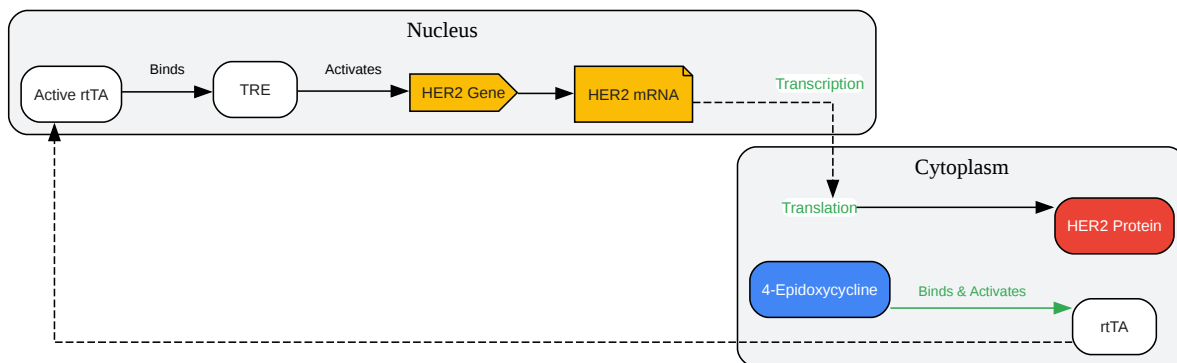 Nucleus
Active rtTA
Binds
TRE
Activates
HER2 Gene
HER2 mRNA
Transcription
Cytoplasm
Translation
HER2 Protein
4-Epidoxycycline
Binds & Activates
rtTA